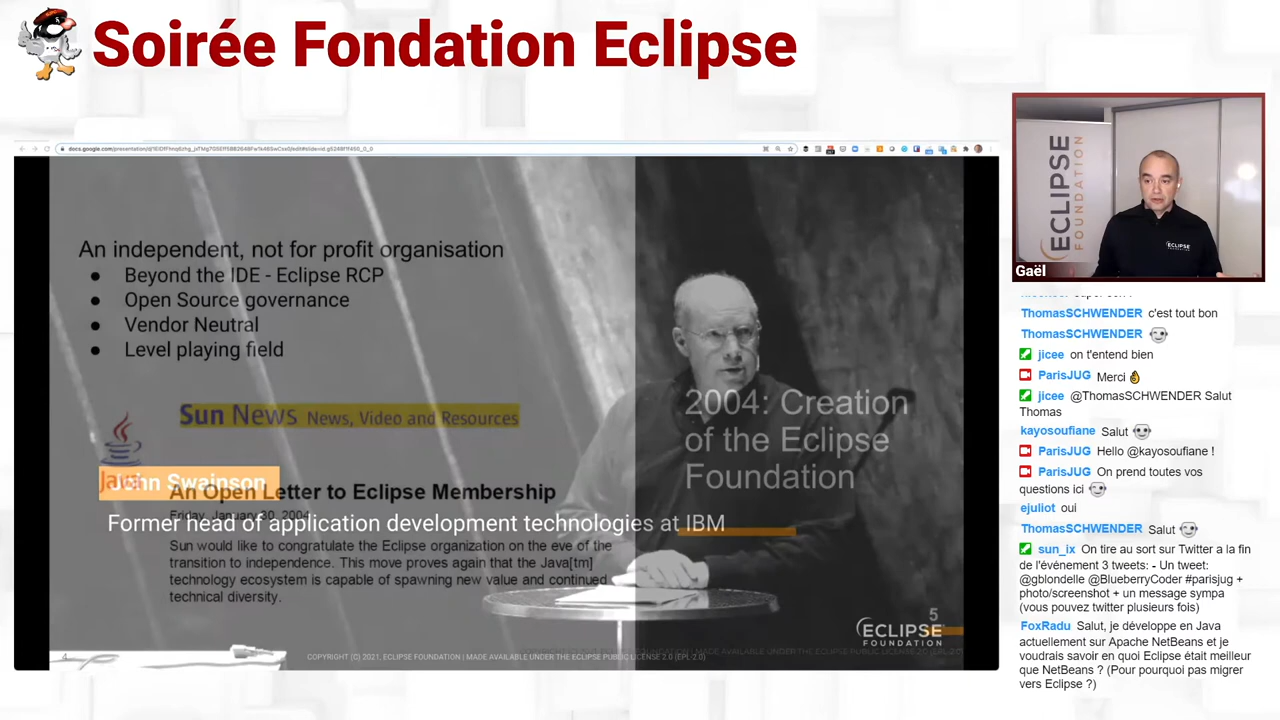 Soirée Fondation Eclipse
An independent, not for profit organisation
● Beyond the IDE - Eclipse RCP
● Open Source governance
● Vendor Neutral
● Level playing field
Sun News News, Video and Resources
Java
John Swainson
An Open Letter to Eclipse Membership
Friday, January 30, 2004
Former head of application development technologies at IBM
Sun would like to congratulate the Eclipse organization on the eve of the
transition to independence. This move proves again that the Java[tm]
technology ecosystem is capable of spawning new value and continued
technical diversity.
2004: Creation
of the Eclipse
Foundation
5
ECLIPSE
FOUNDATION
4
COPYRIGHT (C) 2021, ECLIPSE FOUNDATION | MADE AVAILABLE UNDER THE ECLIPSE PUBLIC LICENSE 2.0 (EPL-2.0)
ECLIPSE
FOUNDATION
ECLIPSE
Gaël
ThomasSCHWENDER c'est tout bon
ThomasSCHWENDER
jicee on t'entend bien
ParisJUG Merci
jicee @ThomasSCHWENDER Salut
Thomas
kayosoufiane Salut
ParisJUG Hello @kayosoufiane !
ParisJUG On prend toutes vos
questions ici
ejuliot oui
ThomasSCHWENDER Salut
sun_ix On tire au sort sur Twitter a la fin
de l'événement 3 tweets: - Un tweet:
@gblondelle @BlueberryCoder #parisjug +
photo/screenshot + un message sympa
(vous pouvez twitter plusieurs fois)
FoxRadu Salut, je développe en Java
actuellement sur Apache NetBeans et je
voudrais savoir en quoi Eclipse était meilleur
que NetBeans ? (Pour pourquoi pas migrer
vers Eclipse ?)